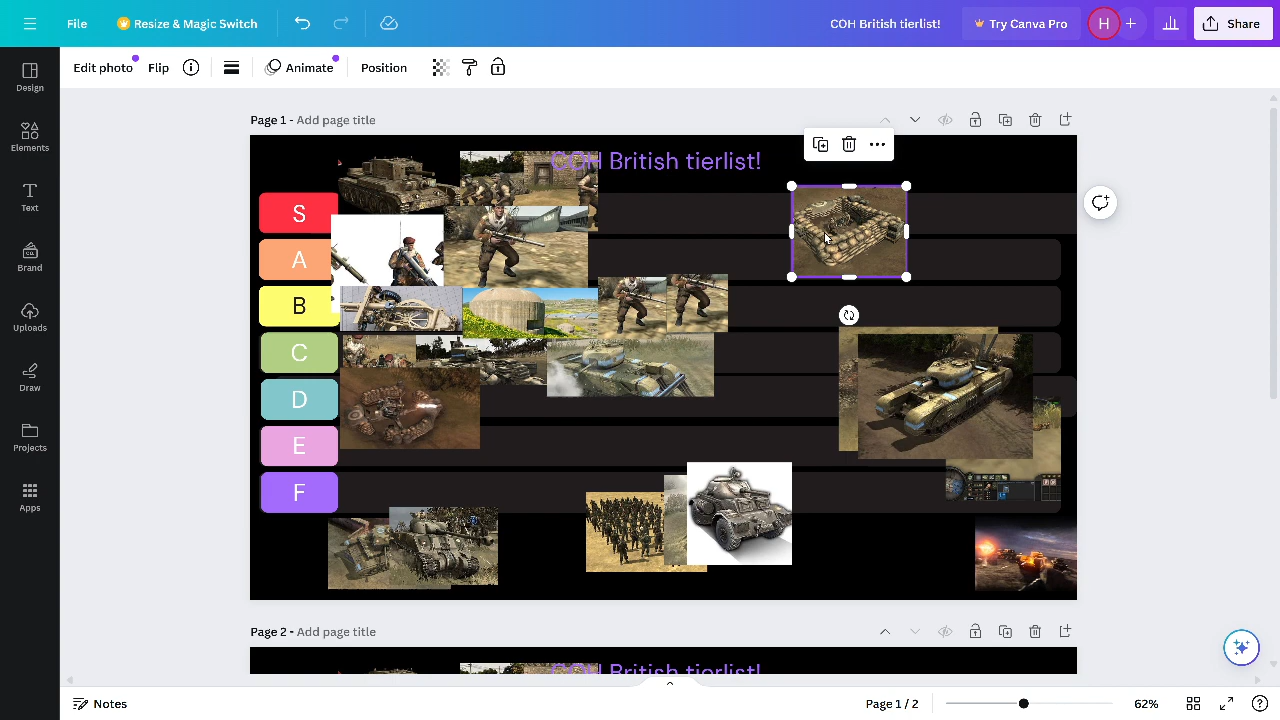 File
Resize & Magic Switch
COH British tierlist!
Try Canva Pro
H
Share
Design
Elements
Text
Brand
Uploads
Draw
Projects
Apps
Edit photo
Flip
Animate
Position
Page 1 - Add page title
COH British tierlist!
S
A
B
C
D
E
F
Page 2 - Add page title
COH British tierlist!
Notes
Page 1 / 2
62%